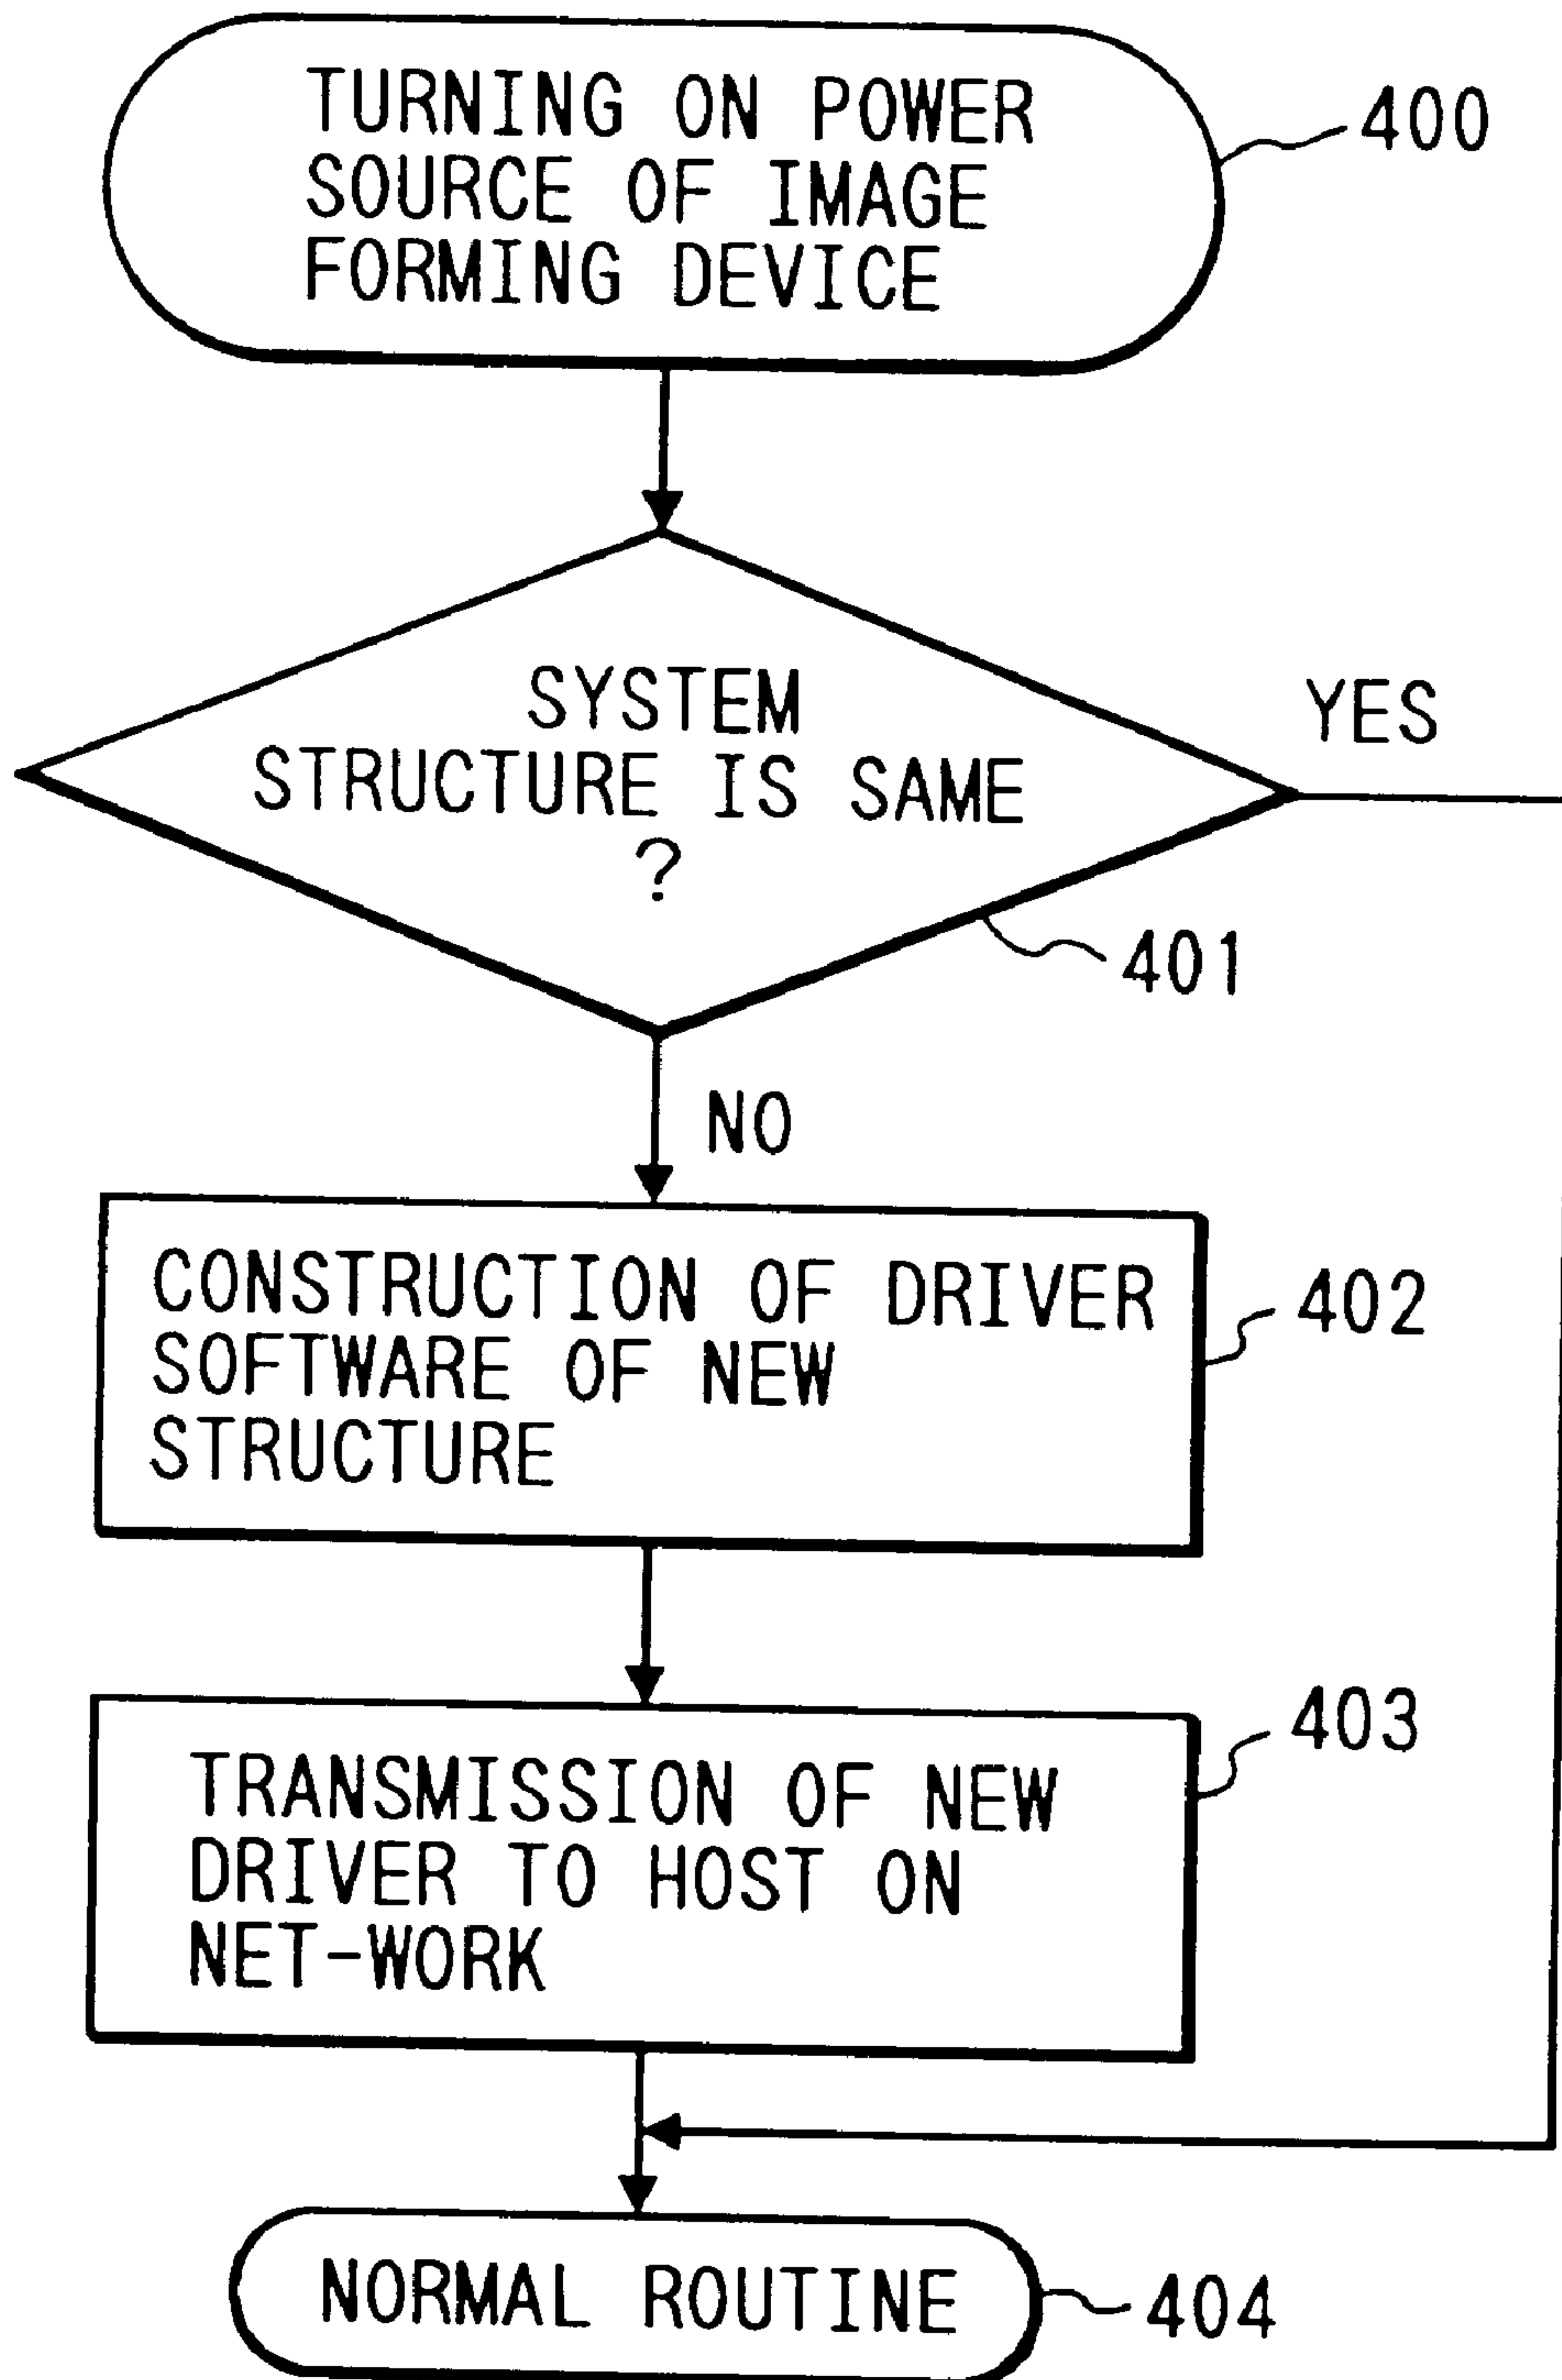 TURNING ON POWER
SOURCE OF IMAGE
FORMING DEVICE
400
SYSTEM
STRUCTURE IS SAME
?
YES
401
NO
CONSTRUCTION OF DRIVER
SOFTWARE OF NEW
STRUCTURE
402
TRANSMISSION OF NEW
DRIVER TO HOST ON
NET-WORK
403
NORMAL ROUTINE
404